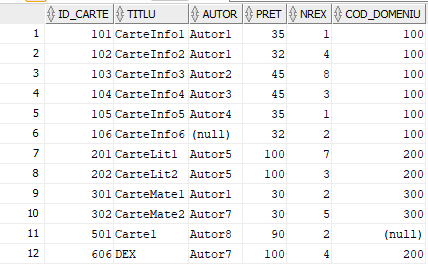 ID_CARTE TITLU AUTOR PRET NREX COD_DOMENIU
1 101 CarteInfo1 Autor1 35 1 100
2 102 CarteInfo2 Autor1 32 4 100
3 103 CarteInfo3 Autor2 45 8 100
4 104 CarteInfo4 Autor3 45 3 100
5 105 CarteInfo5 Autor4 35 1 100
6 106 CarteInfo6 (null) 32 2 100
7 201 CarteLit1 Autor5 100 7 200
8 202 CarteLit2 Autor5 100 3 200
9 301 CarteMate1 Autor1 30 2 300
10 302 CarteMate2 Autor7 30 5 300
11 501 Carte1 Autor8 90 2 (null)
12 606 DEX Autor7 100 4 200